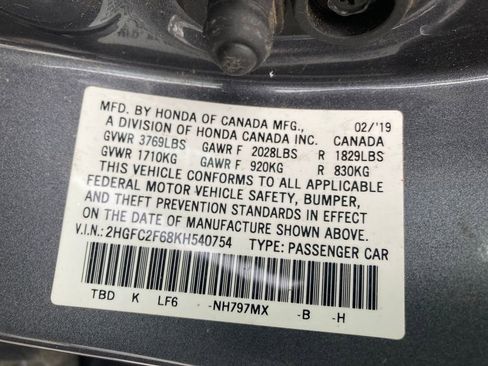 MFD. BY HONDA OF CANADA MFG., 02/'19
A DIVISION OF HONDA CANADA INC. CANADA
GVWR 3769LBS GAWR F 2028LBS R 1829LBS
GVWR 1710KG GAWR F 920KG R 830KG
THIS VEHICLE CONFORMS TO ALL APPLICABLE
FEDERAL MOTOR VEHICLE SAFETY, BUMPER,
AND THEFT PREVENTION STANDARDS IN EFFECT
ON THE DATE OF MANUFACTURE SHOWN ABOVE.
V.I.N.: 2HGFC2F68KH540754 TYPE: PASSENGER CAR
TBD K LF6 -NH797MX -B -H